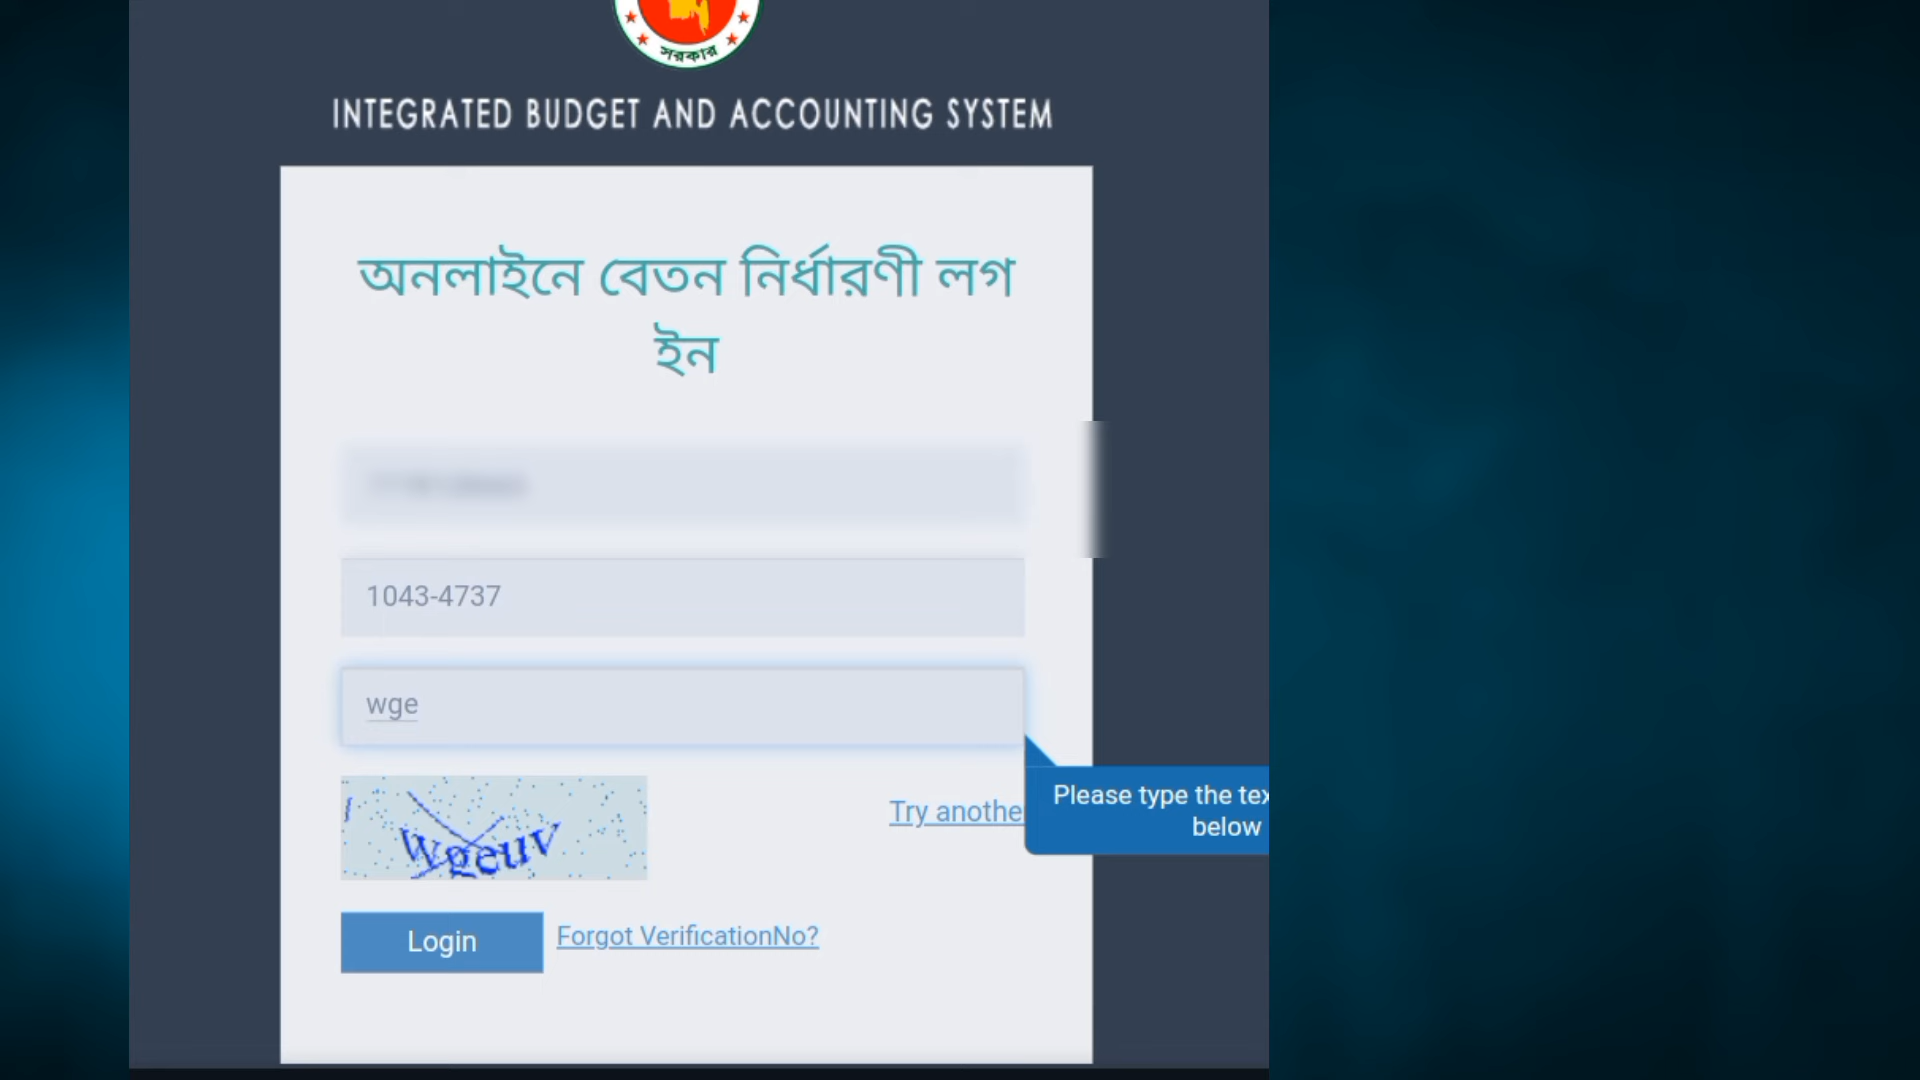 সরকার
INTEGRATED BUDGET AND ACCOUNTING SYSTEM
অনলাইনে বেতন নির্ধারণী লগ
ইন
1043-4737
wge
Please type the tex
below
Try anothe
Wgeuv
Login
Forgot VerificationNo?